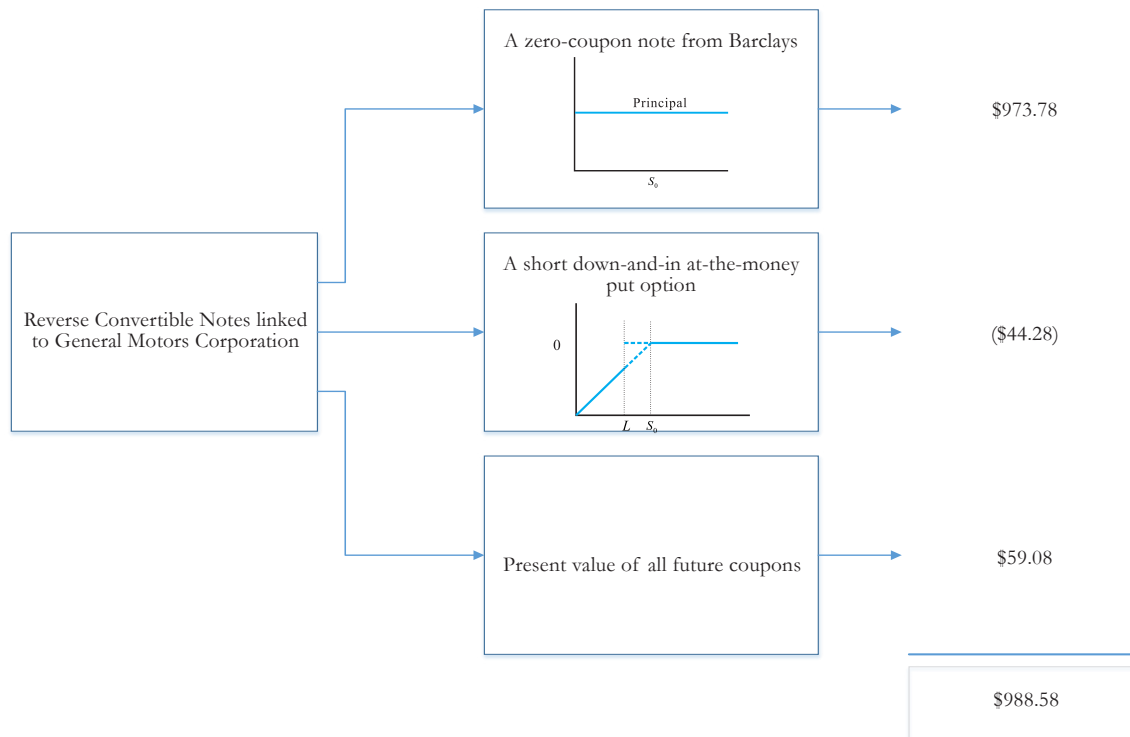 A zero-coupon note from Barclays
Principal
S₀
$973.78
Reverse Convertible Notes linked
to General Motors Corporation
A short down-and-in at-the-money
put option
0
L S₀
($44.28)
Present value of all future coupons
$59.08
$988.58